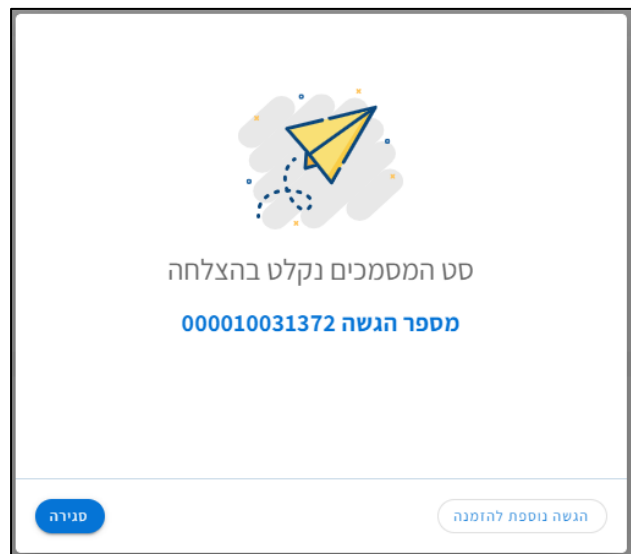 סט המסמכים נקלט בהצלחה
מספר הגשה 000010031372
הגשה נוספת להזמנה
סגירה